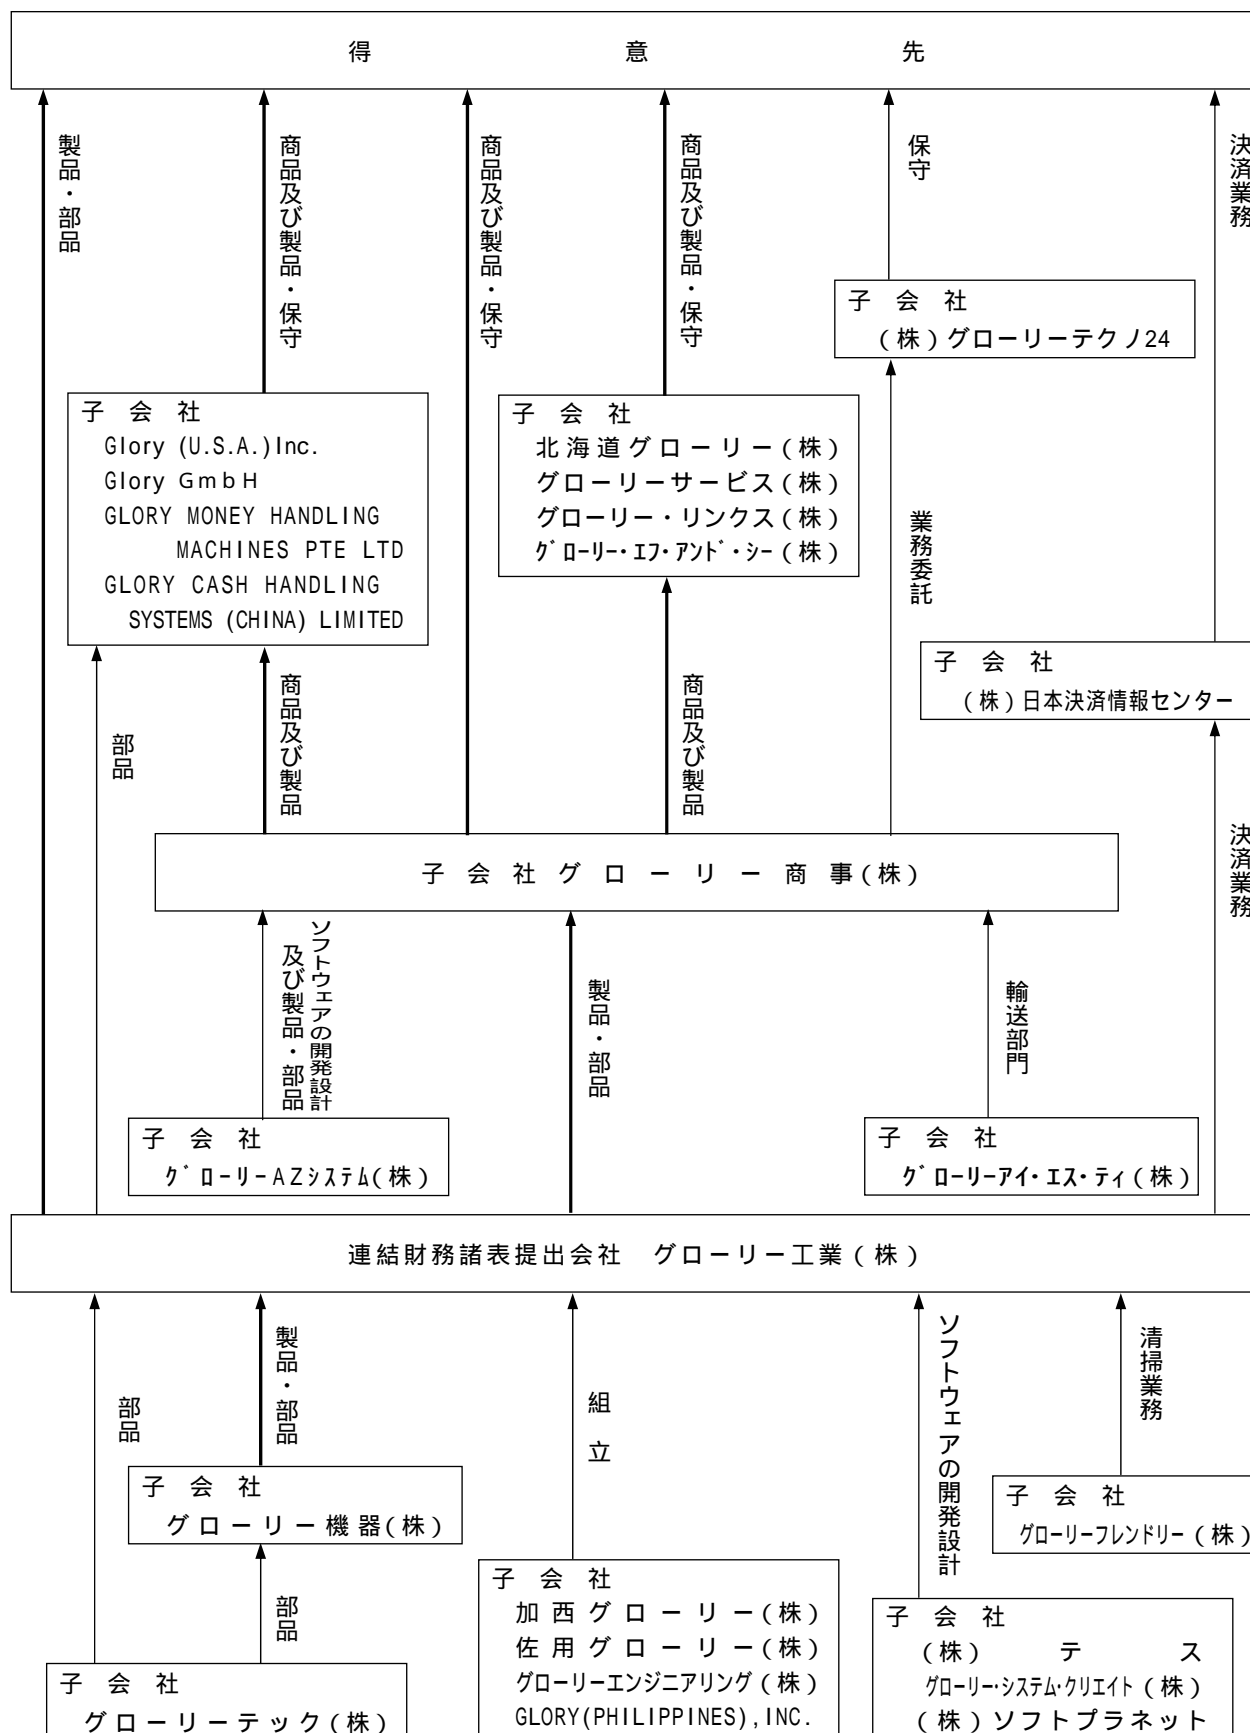 得意先
製品・部品
商品及び製品・保守
商品及び製品・保守
商品及び製品・保守
保守
決済業務
子会社
(株)グローリーテクノ24
子会社
Glory (U.S.A.)Inc.
Glory GmbH
GLORY MONEY HANDLING
MACHINES PTE LTD
GLORY CASH HANDLING
SYSTEMS (CHINA) LIMITED
子会社
北海道グローリー(株)
グローリーサービス(株)
グローリー・リンクス(株)
グローリー・エフ・アンド・シー(株)
業務委託
子会社
(株)日本決済情報センター
部品
商品及び製品
商品及び製品
決済業務
子会社グローリー商事(株)
ソフトウェアの開発設計
及び製品・部品
製品・部品
輸送部門
子会社
グローリーAZシステム(株)
子会社
グローリーアイ・エス・ティ(株)
連結財務諸表提出会社 グローリー工業(株)
部品
製品・部品
組立
ソフトウェアの開発設計
清掃業務
子会社
グローリー機器(株)
子会社
グローリーフレンドリー(株)
部品
子会社
加西グローリー(株)
佐用グローリー(株)
グローリーエンジニアリング(株)
GLORY(PHILIPPINES),INC.
子会社
(株)テス
グローリー・システム・クリエイト(株)
(株)ソフトプラネット
子会社
グローリーテック(株)